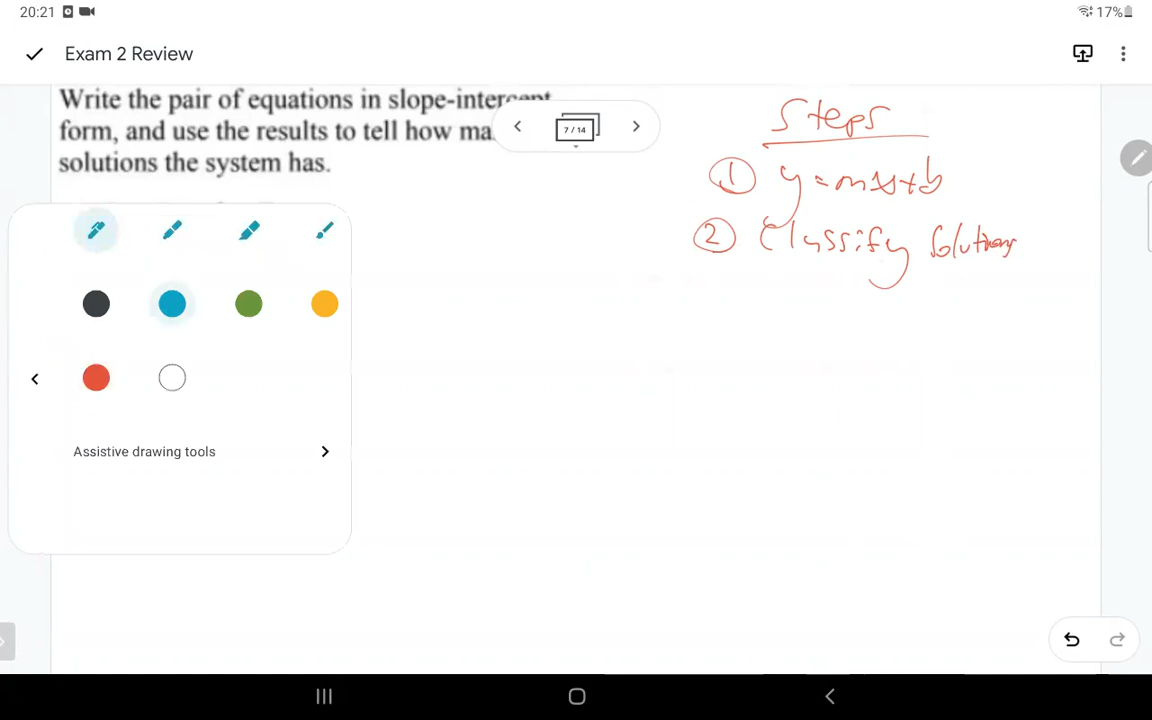 20:21 17%
Exam 2 Review
Write the pair of equations in slope-intercept
form, and use the results to tell how ma
solutions the system has.
7 / 14
Steps
① y=mx+b
② Classify Solutions
Assistive drawing tools